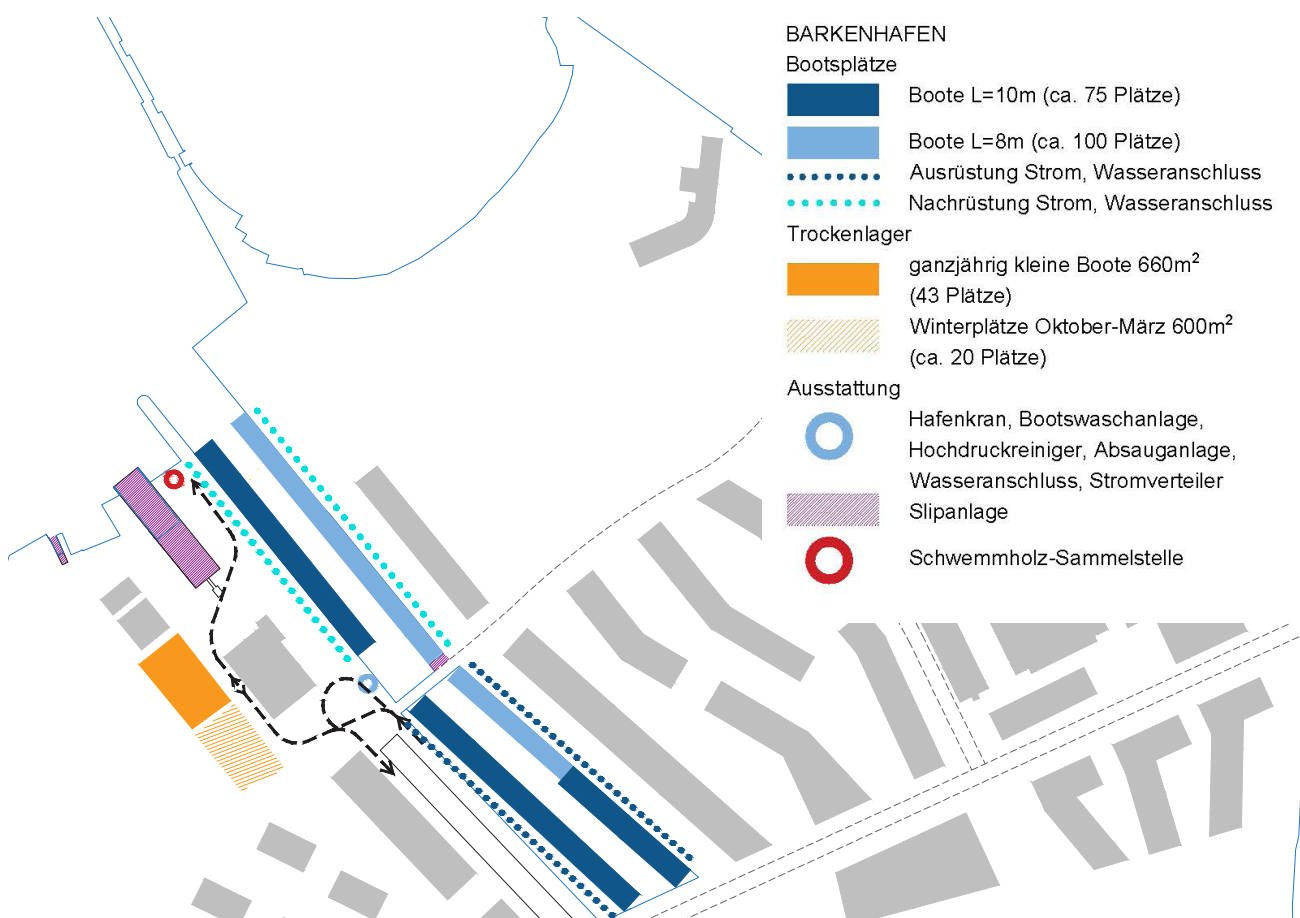 BARKENHAFEN
Bootsplätze
Boote L=10m (ca. 75 Plätze)
Boote L=8m (ca. 100 Plätze)
Ausrüstung Strom, Wasseranschluss
Nachrüstung Strom, Wasseranschluss
Trockenlager
ganzjährig kleine Boote 660m²
(43 Plätze)
Winterplätze Oktober-März 600m²
(ca. 20 Plätze)
Ausstattung
Hafenkran, Bootswaschanlage,
Hochdruckreiniger, Absauganlage,
Wasseranschluss, Stromverteiler
Slipanlage
Schwemmholz-Sammelstelle